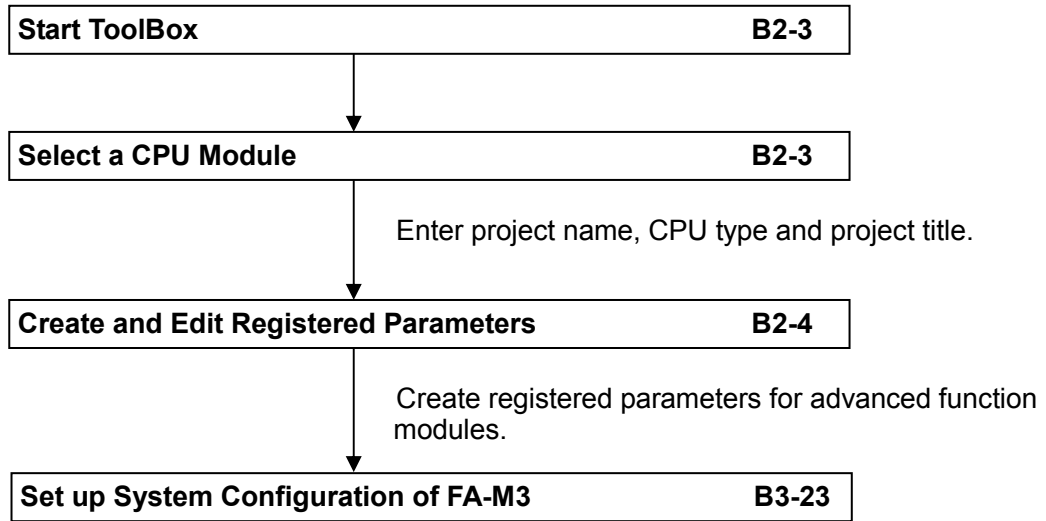 Start ToolBox B2-3
Select a CPU Module B2-3
Enter project name, CPU type and project title.
Create and Edit Registered Parameters B2-4
Create registered parameters for advanced function
modules.
Set up System Configuration of FA-M3 B3-23